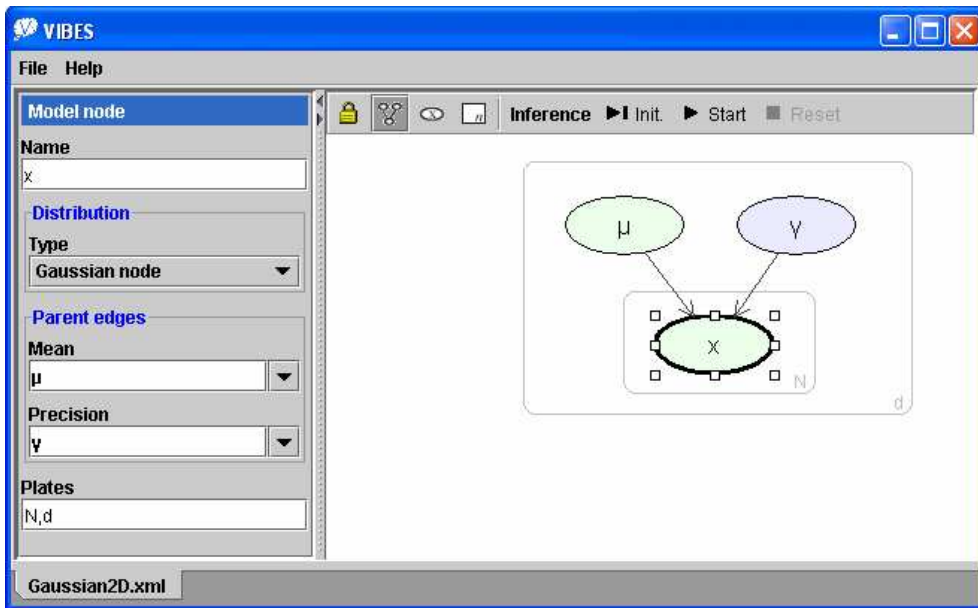 VIBES
File Help
Model node
Name
x
Distribution
Type
Gaussian node
Parent edges
Mean
μ
Precision
γ
Plates
N,d
x
n
Inference Init. Start Reset
μ
γ
x
N
d
Gaussian2D.xml